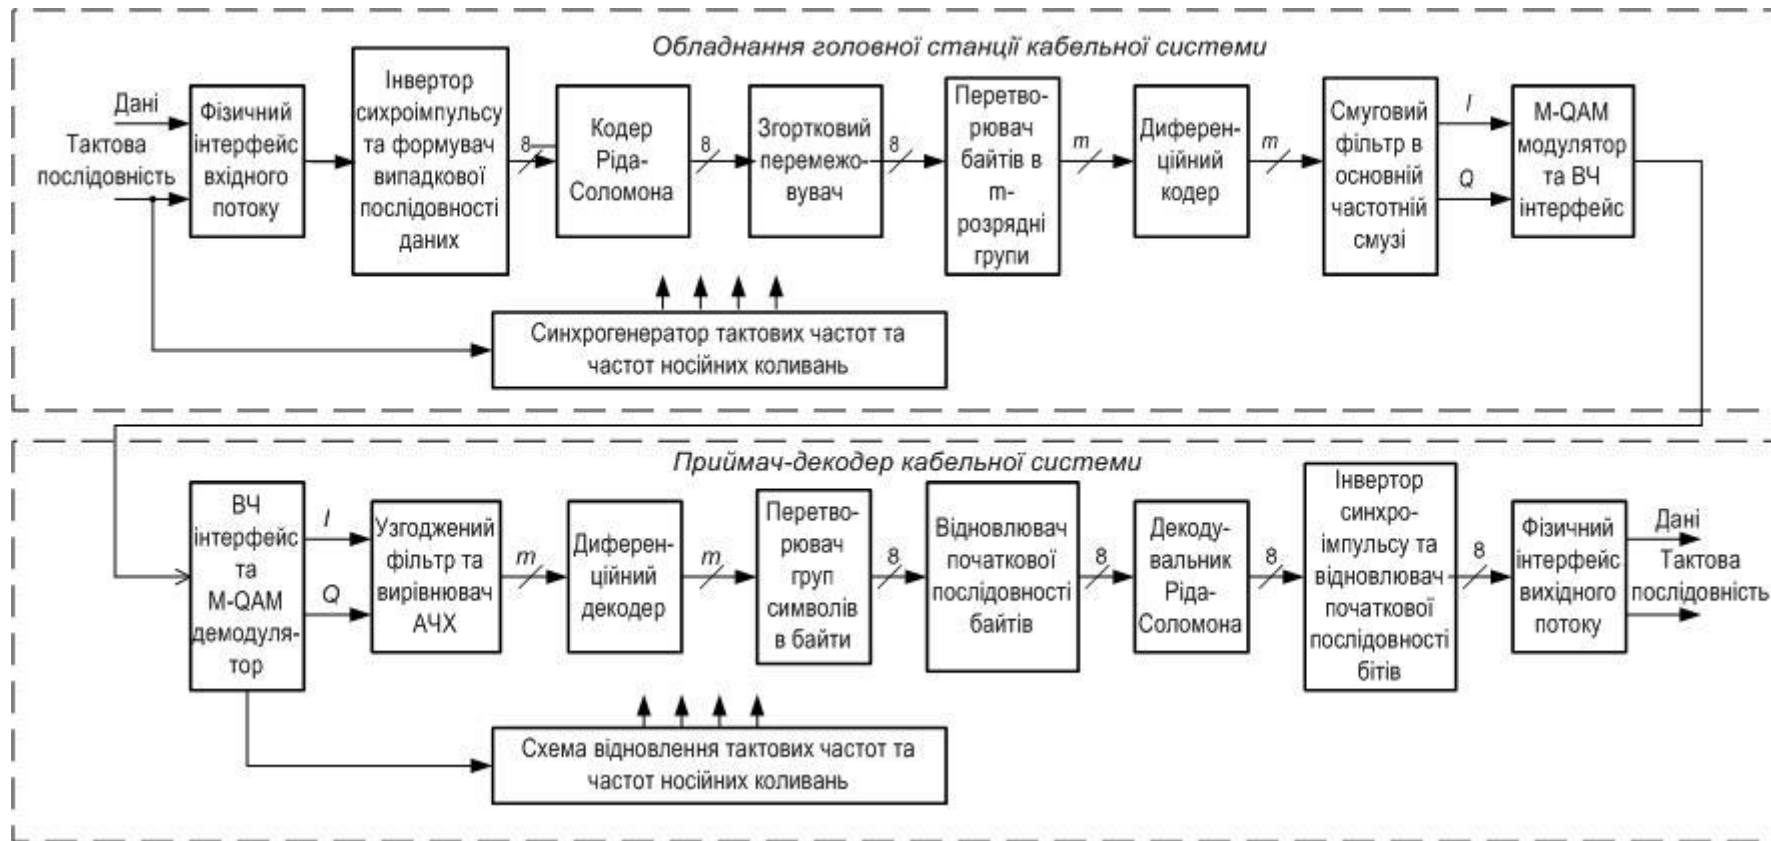 Обладнання головної станції кабельної системи
Дані
Тактова
послідовність
Фізичний
інтерфейс
вхідного
потоку
Інвертор
сихроімпульсу
та формувач
випадкової
послідовності
даних
8
Кодер
Ріда-
Соломона
8
Згортковий
перемежо-
вувач
8
Перетво-
рювач
байтів в
m-
розрядні
групи
m
Диферен-
ційний
кодер
m
Смуговий
фільтр в
основній
частотній
смузі
I
Q
M-QAM
модулятор
та ВЧ
інтерфейс
Синхрогенератор тактових частот та
частот носійних коливань
Приймач-декодер кабельної системи
ВЧ
інтерфейс
та
M-QAM
демодуля-
тор
I
Q
Узгоджений
фільтр та
вирівнювач
АЧХ
m
Диферен-
ційний
декодер
m
Перетво-
рювач
груп
символів
в байти
8
Відновлювач
початкової
послідовності
байтів
8
Декоду-
вальник
Ріда-
Соломона
8
Інвертор
синхро-
імпульсу та
відновлювач
початкової
послідовності
бітів
8
Фізичний
інтерфейс
вихідного
потоку
Дані
Тактова
послідовність
Схема відновлення тактових частот та
частот носійних коливань